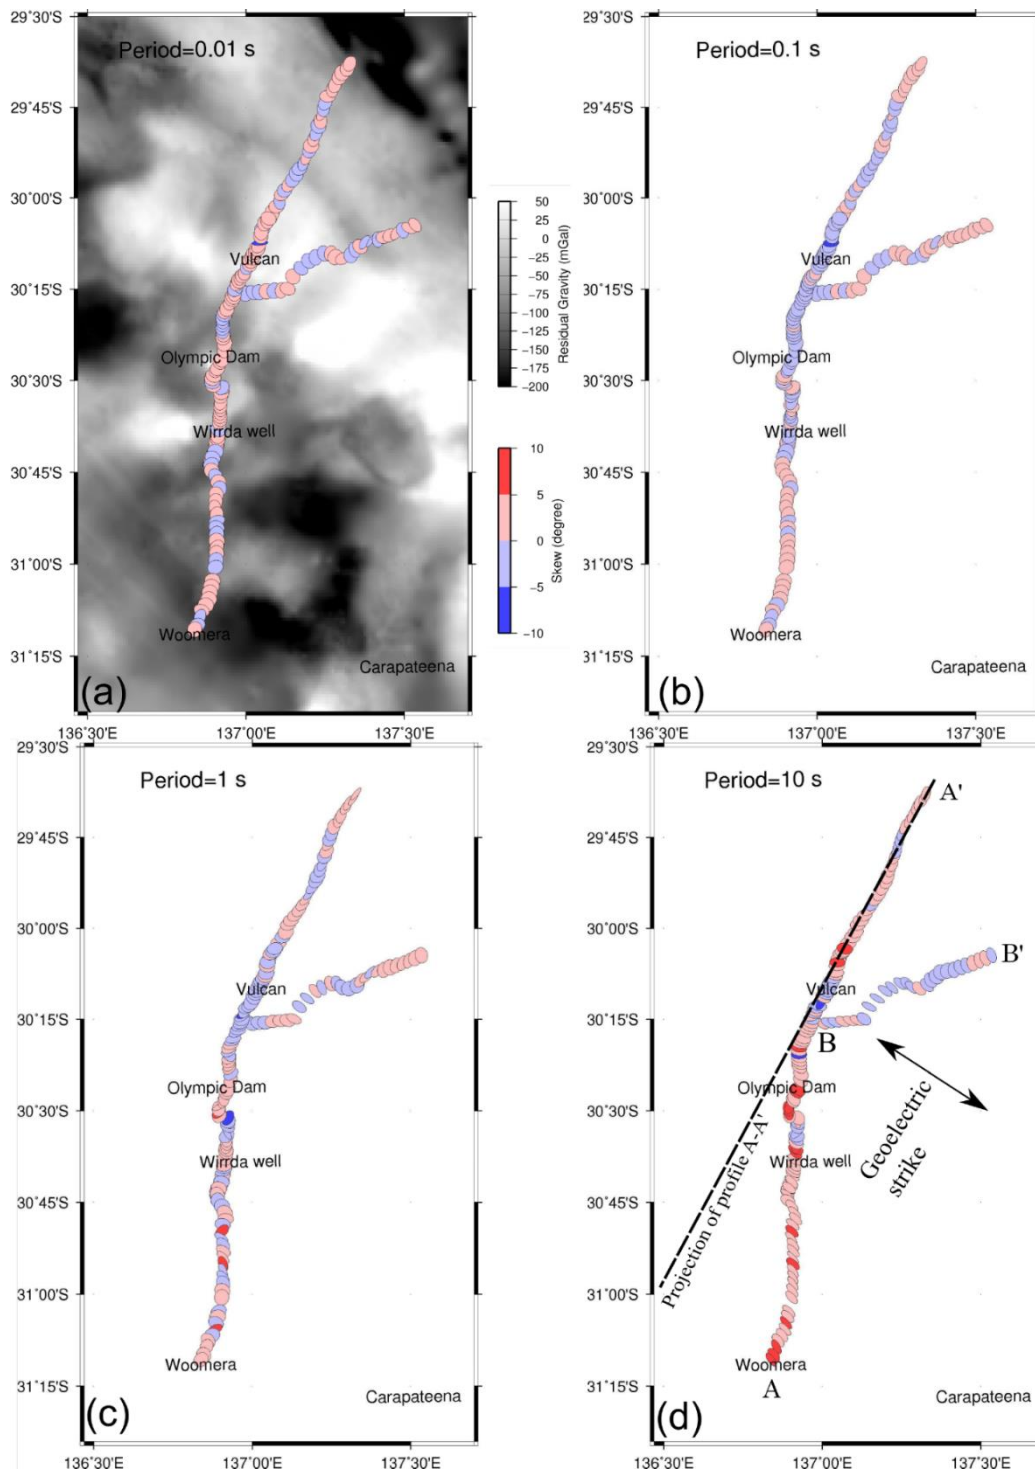 29°30'S
Period=0.01 s
29°45'S
30°00'S
Vulcan
30°15'S
Olympic Dam
30°30'S
Wirrda well
30°45'S
31°00'S
Woomera
31°15'S
Carapateena
(a)
136°30'E
137°00'E
137°30'E
50
25
0
−25
−50
−75
−100
−125
−150
−175
−200
Residual Gravity (mGal)
10
5
0
−5
−10
Skew (degree)
29°30'S
Period=0.1 s
29°45'S
30°00'S
Vulcan
30°15'S
Olympic Dam
30°30'S
Wirrda well
30°45'S
31°00'S
Woomera
31°15'S
Carapateena
(b)
136°30'E
137°00'E
137°30'E
29°30'S
Period=1 s
29°45'S
30°00'S
Vulcan
30°15'S
Olympic Dam
30°30'S
Wirrda well
30°45'S
31°00'S
Woomera
31°15'S
Carapateena
(c)
136°30'E
137°00'E
137°30'E
29°30'S
Period=10 s
A'
29°45'S
30°00'S
B'
Vulcan
30°15'S
B
Olympic Dam
30°30'S
Geoelectric
strike
Wirrda well
30°45'S
Projection of profile A-A'
31°00'S
Woomera
31°15'S
A
Carapateena
(d)
136°30'E
137°00'E
137°30'E